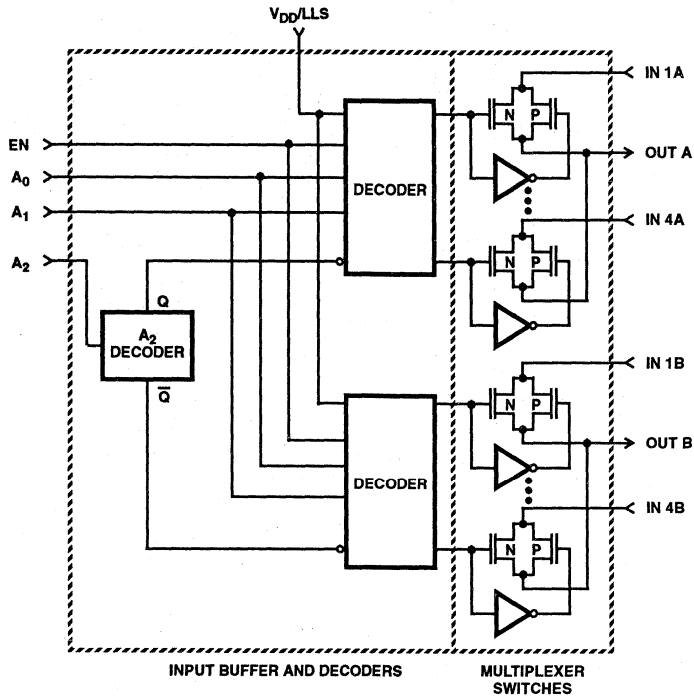 VDD/LLS
EN
A0
A1
A2
DECODER
Q
A2
DECODER
Q̅
DECODER
N P
IN 1A
OUT A
N P
IN 4A
N P
IN 1B
OUT B
N P
IN 4B
INPUT BUFFER AND DECODERS
MULTIPLEXER
SWITCHES